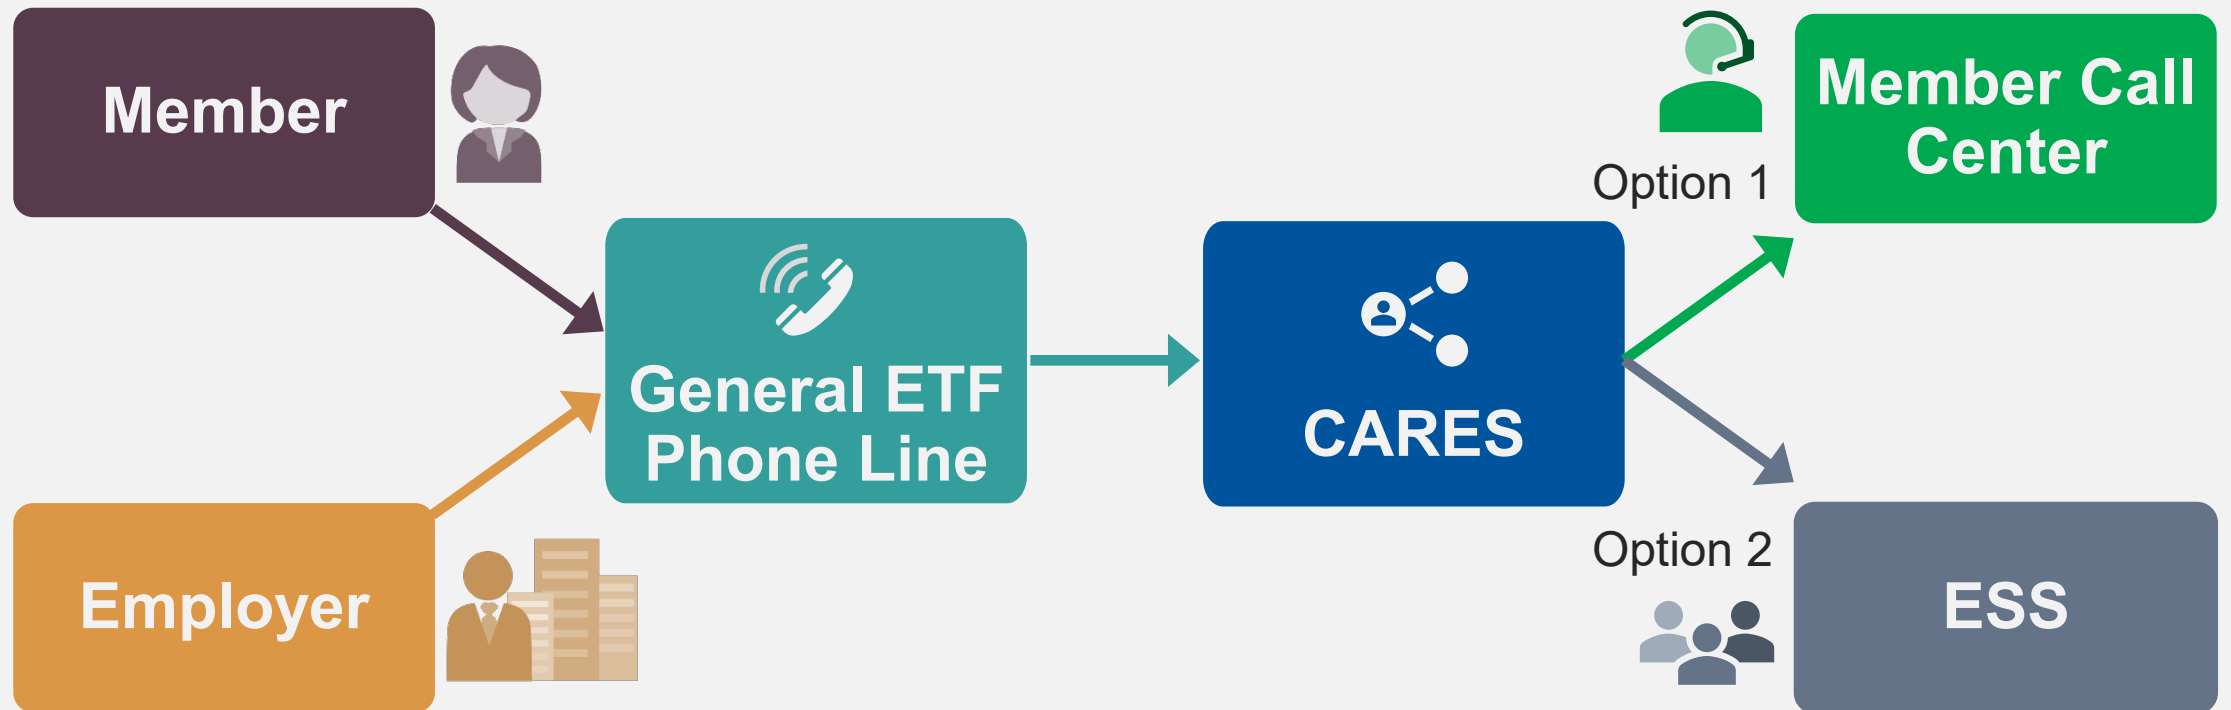 Member
Employer
General ETF
Phone Line
CARES
Option 1
Member Call
Center
Option 2
ESS